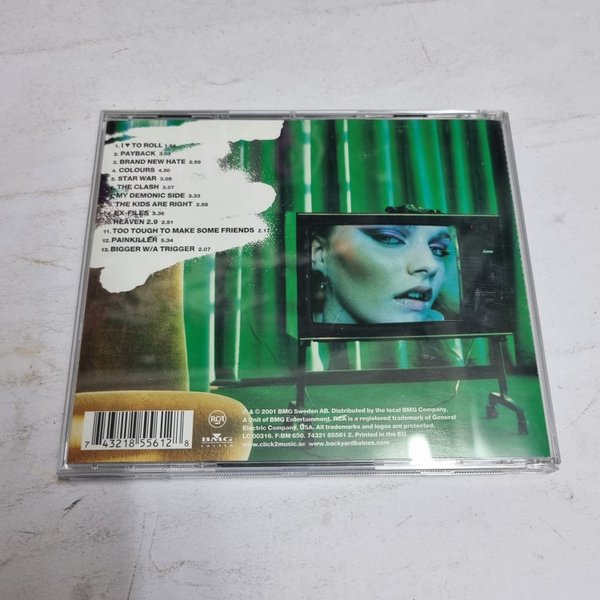 1. I ♥ TO ROLL
2. PAYBACK
3. BRAND NEW HATE 2.59
4. COLOURS 4.50
5. STAR WAR
6. THE CLASH 3.07
7. MY DEMONIC SIDE 3.33
8. THE KIDS ARE RIGHT 2.58
9. EX-FILES 3.36
10. HEAVEN 2.9 2.51
11. TOO TOUGH TO MAKE SOME FRIENDS 2.17
12. PAINKILLER 5.34
13. BIGGER W/A TRIGGER 2.07
RCA
BMG
7 43218 55612 8
℗ & © 2001 BMG Sweden AB. Distributed by the local BMG Company.
A unit of BMG Entertainment. RCA is a registered trademark of General
Electric Company, USA. All trademarks and logos are protected.
LC 00316. F:BM 650. 74321 85561 2. Printed in the EU.
www.click2music.se www.backyardbabies.com